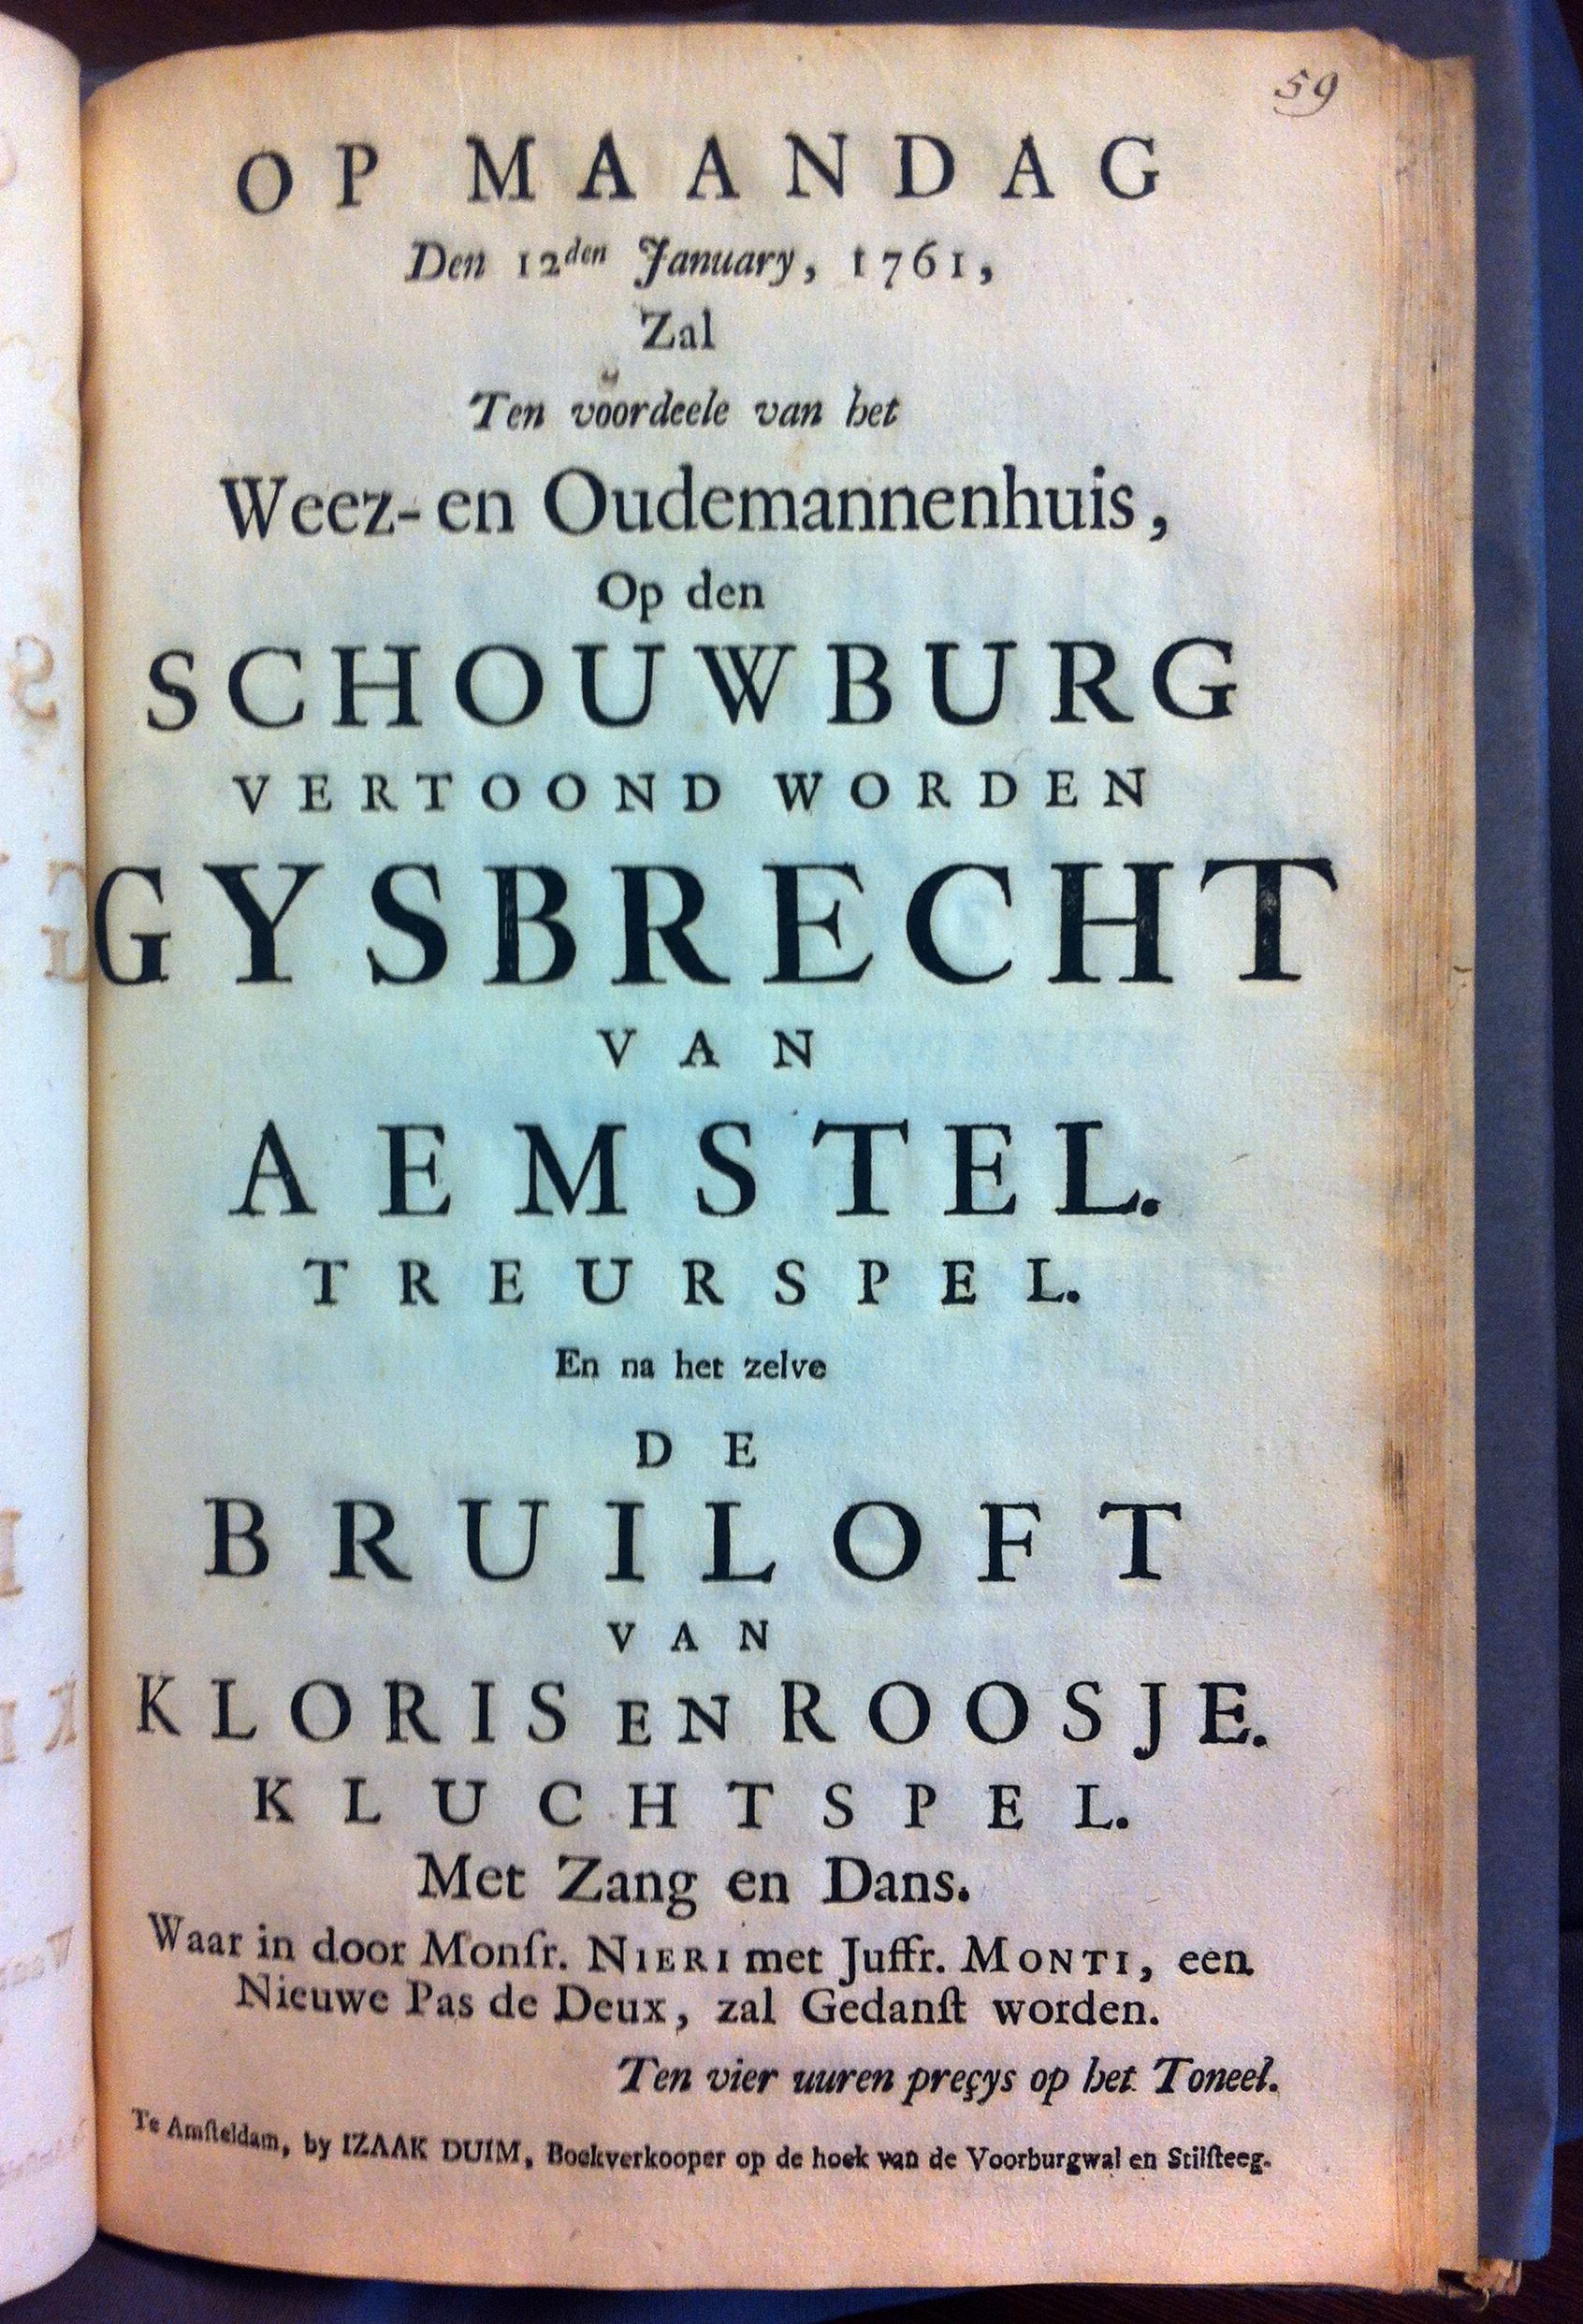 59
OP MAANDAG
Den 12den January, 1761,
Zal
Ten voordeele van het
Weez- en Oudemannenhuis,
Op den
SCHOUWBURG
VERTOOND WORDEN
GYSBRECHT
VAN
AEMSTEL.
TREURSPEL.
En na het zelve
DE
BRUILOFT
VAN
KLORIS EN ROOSJE.
KLUCHTSPEL.
Met Zang en Dans.
Waar in door Monſr. NIERI met Juffr. MONTI, een
Nieuwe Pas de Deux, zal Gedanſt worden.
Ten vier uuren preçys op het Toneel.
Te Amſteldam, by IZAAK DUIM, Boekverkooper op de hoek van de Voorburgwal en Stilſteeg.